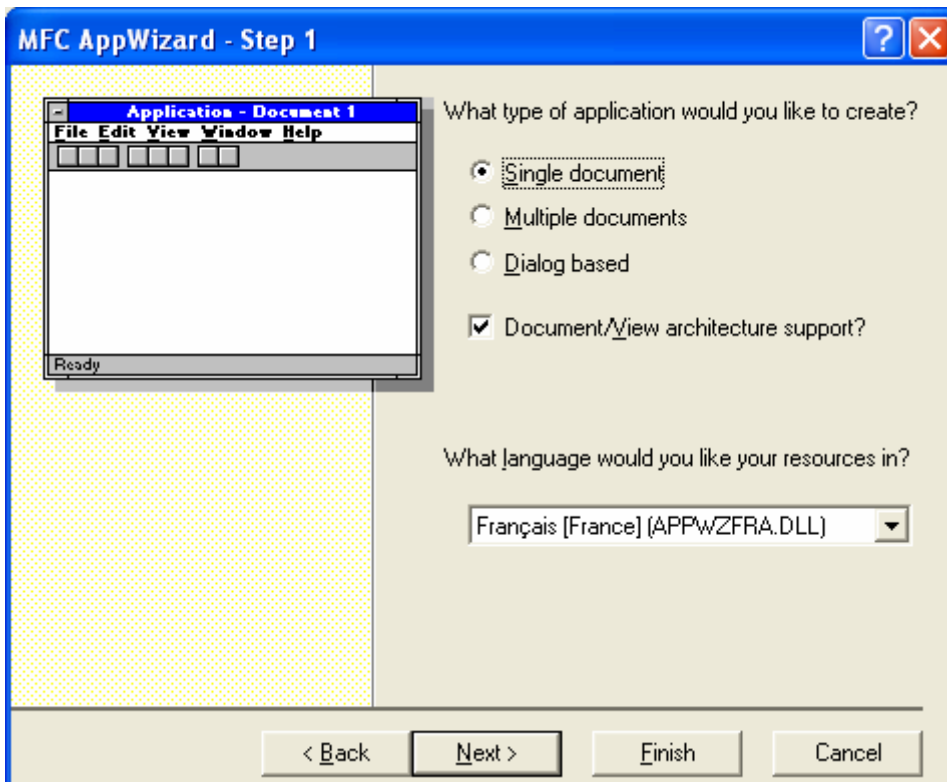 MFC AppWizard - Step 1
Application - Document 1
File Edit View Window Help
Ready
What type of application would you like to create?
Single document
Multiple documents
Dialog based
Document/View architecture support?
What language would you like your resources in?
Français [France] (APPWZFRA.DLL)
< Back
Next >
Finish
Cancel